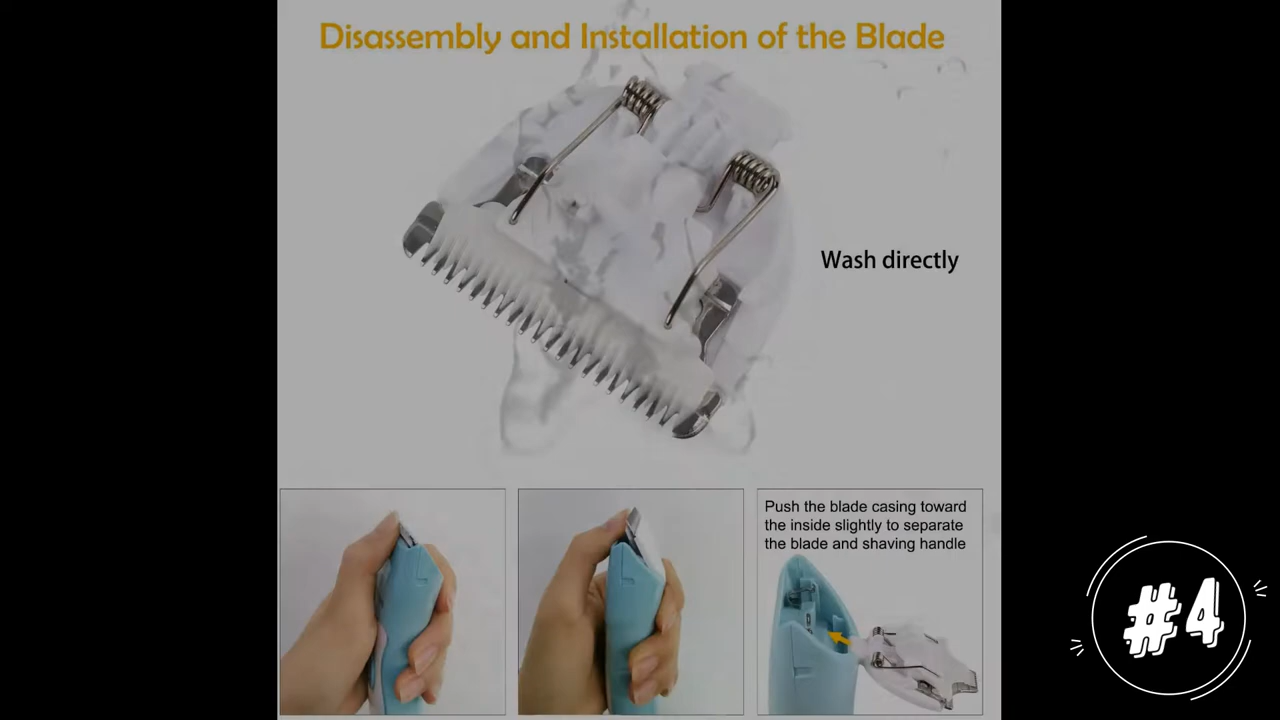 Disassembly and Installation of the Blade
Wash directly
Push the blade casing toward
the inside slightly to separate
the blade and shaving handle
#4